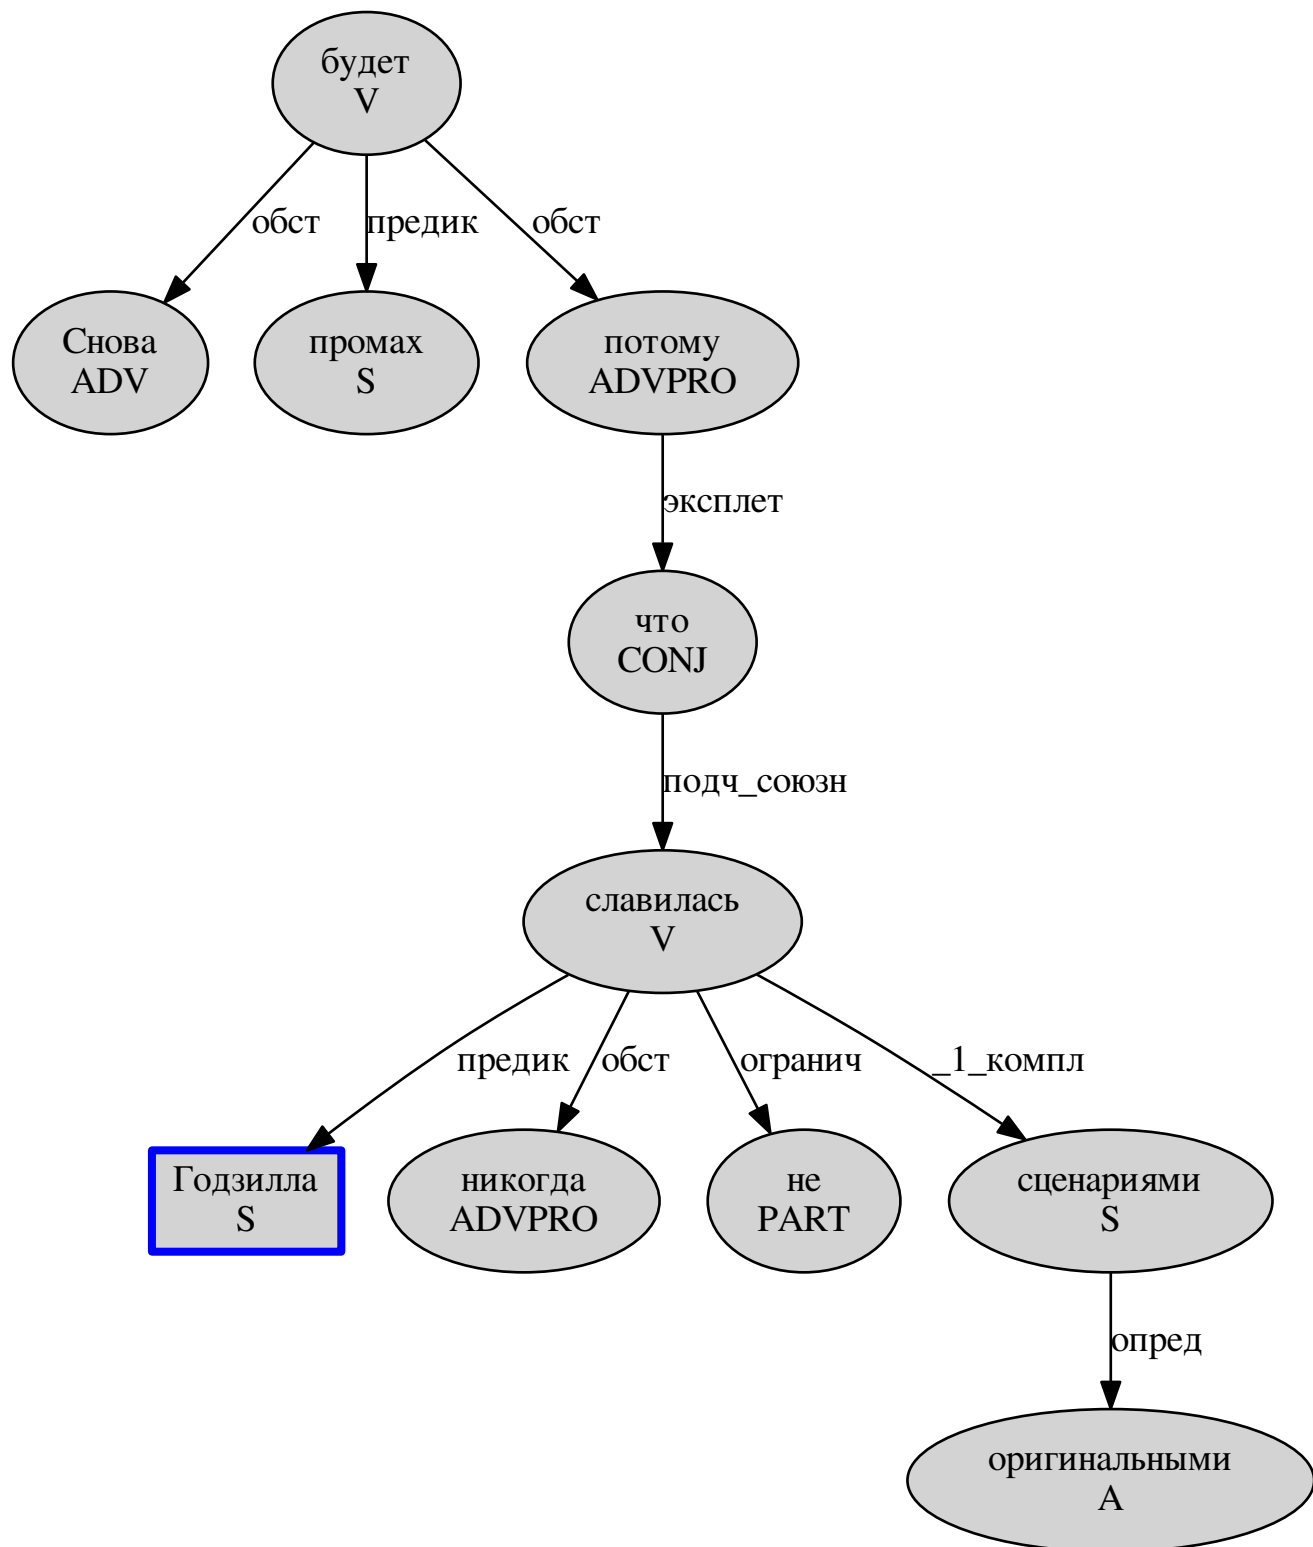 будет
V
обст
предик
обст
Снова
ADV
промах
S
потому
ADVPRO
эксплет
что
CONJ
подч_союзн
славилась
V
предик
обст
огранич
_1_компл
Годзилла
S
никогда
ADVPRO
не
PART
сценариями
S
опред
оригинальными
A